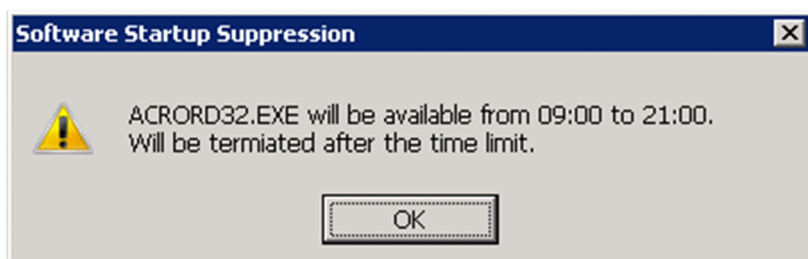 Software Startup Suppression
ACRORD32.EXE will be available from 09:00 to 21:00.
Will be termiated after the time limit.
OK